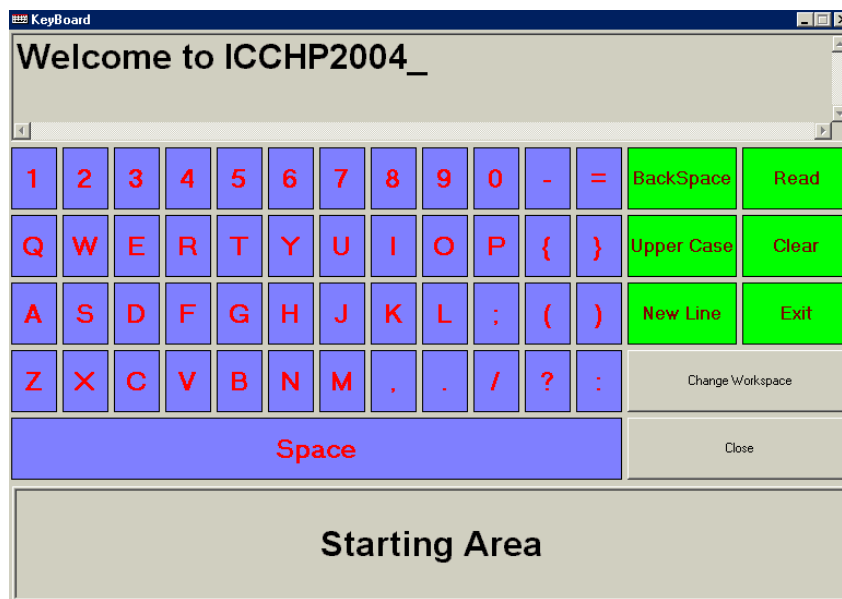 KeyBoard
Welcome to ICCHP2004_
1 2 3 4 5 6 7 8 9 0 - = BackSpace Read
Q W E R T Y U I O P { } Upper Case Clear
A S D F G H J K L ; ( ) New Line Exit
Z X C V B N M , . / ? : Change Workspace
Space Close
Starting Area